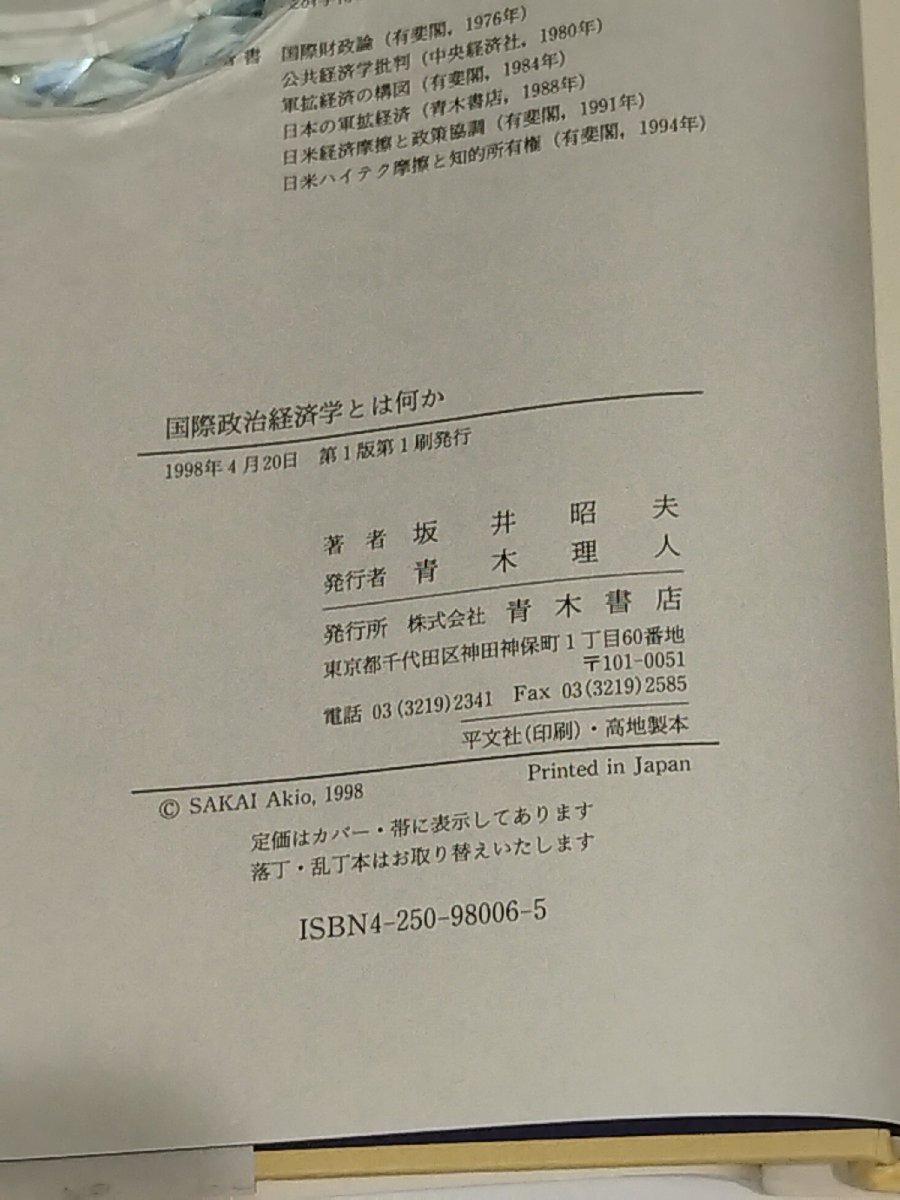 書 国際財政論(有斐閣, 1976年)
公共経済学批判(中央経済社, 1980年)
軍拡経済の構図(有斐閣, 1984年)
日本の軍拡経済(青木書店, 1988年)
日米経済摩擦と政策協調(有斐閣, 1991年)
日米ハイテク摩擦と知的所有権(有斐閣, 1994年)
国際政治経済学とは何か
1998年4月20日 第1版第1刷発行
著者 坂井昭夫
発行者 青木理人
発行所 株式会社 青木書店
東京都千代田区神田神保町1丁目60番地
〒101-0051
電話 03(3219)2341 Fax 03(3219)2585
平文社(印刷)・高地製本
Printed in Japan
© SAKAI Akio, 1998
定価はカバー・帯に表示してあります
落丁・乱丁本はお取り替えいたします
ISBN4-250-98006-5